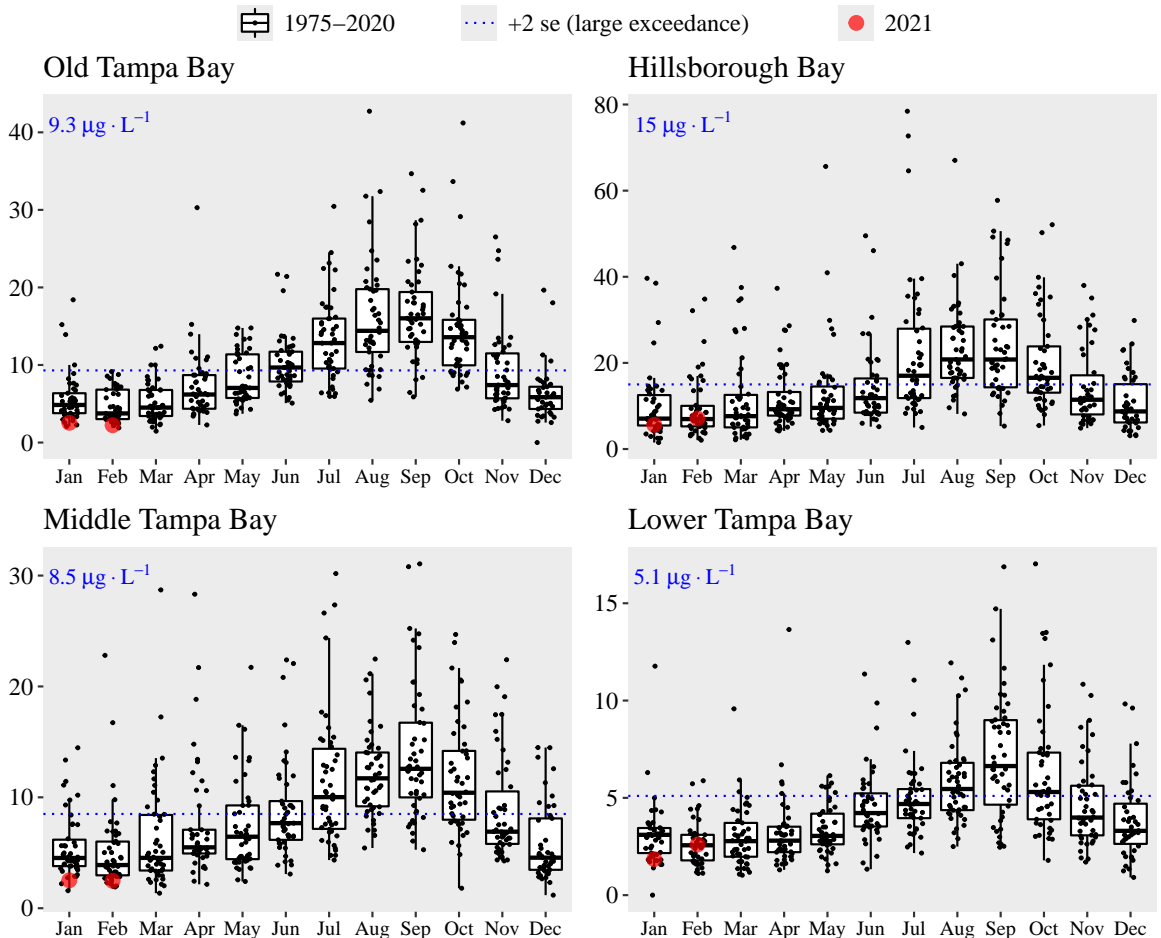 1975–2020 +2 se (large exceedance) 2021
Old Tampa Bay
9.3 μg · L⁻¹
40
30
20
10
0
Jan Feb Mar Apr May Jun Jul Aug Sep Oct Nov Dec
Hillsborough Bay
15 μg · L⁻¹
80
60
40
20
0
Jan Feb Mar Apr May Jun Jul Aug Sep Oct Nov Dec
Middle Tampa Bay
8.5 μg · L⁻¹
30
20
10
0
Jan Feb Mar Apr May Jun Jul Aug Sep Oct Nov Dec
Lower Tampa Bay
5.1 μg · L⁻¹
15
10
5
0
Jan Feb Mar Apr May Jun Jul Aug Sep Oct Nov Dec